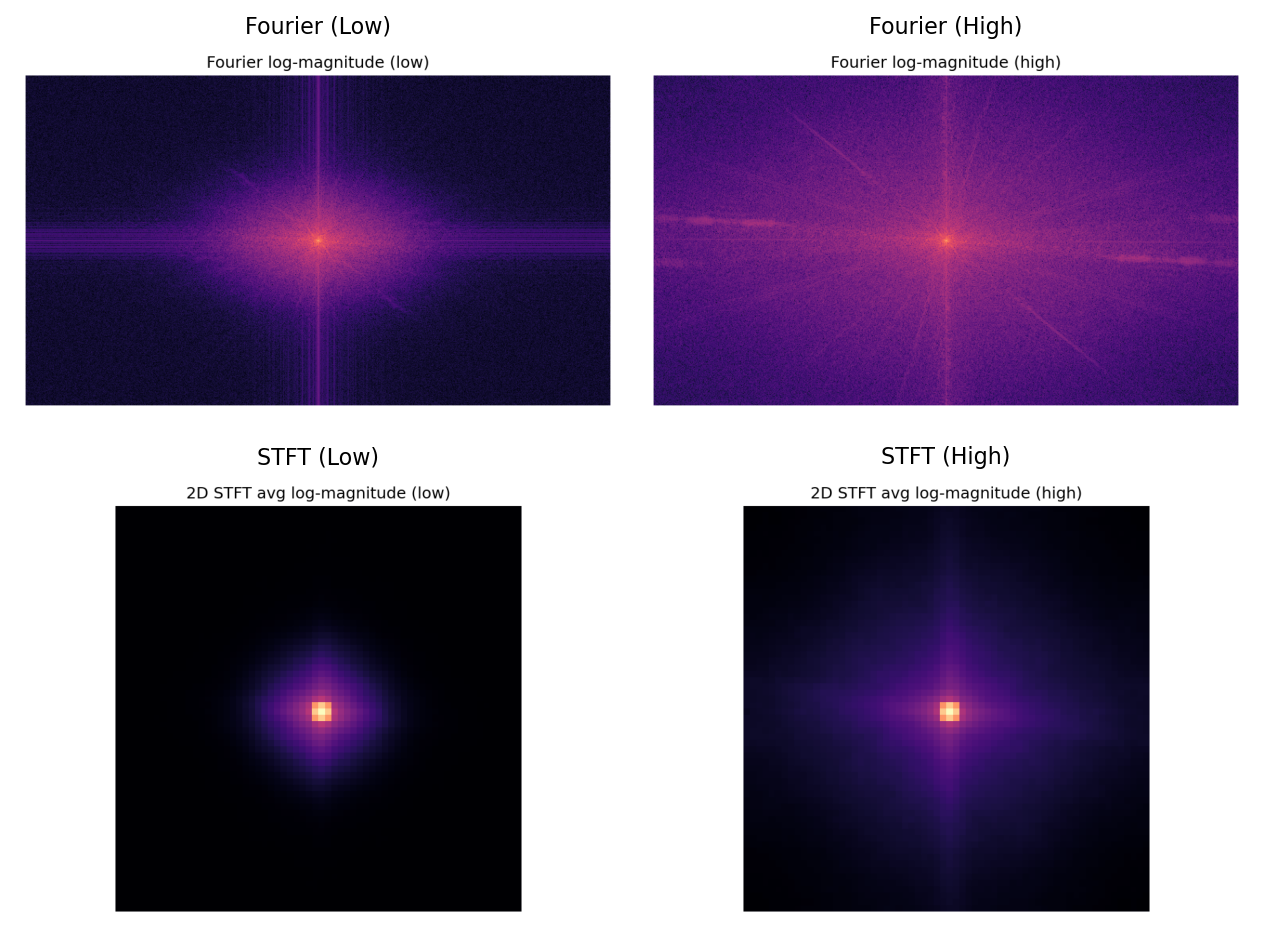 Fourier (Low)
Fourier (High)
Fourier log-magnitude (low)
Fourier log-magnitude (high)
STFT (Low)
STFT (High)
2D STFT avg log-magnitude (low)
2D STFT avg log-magnitude (high)